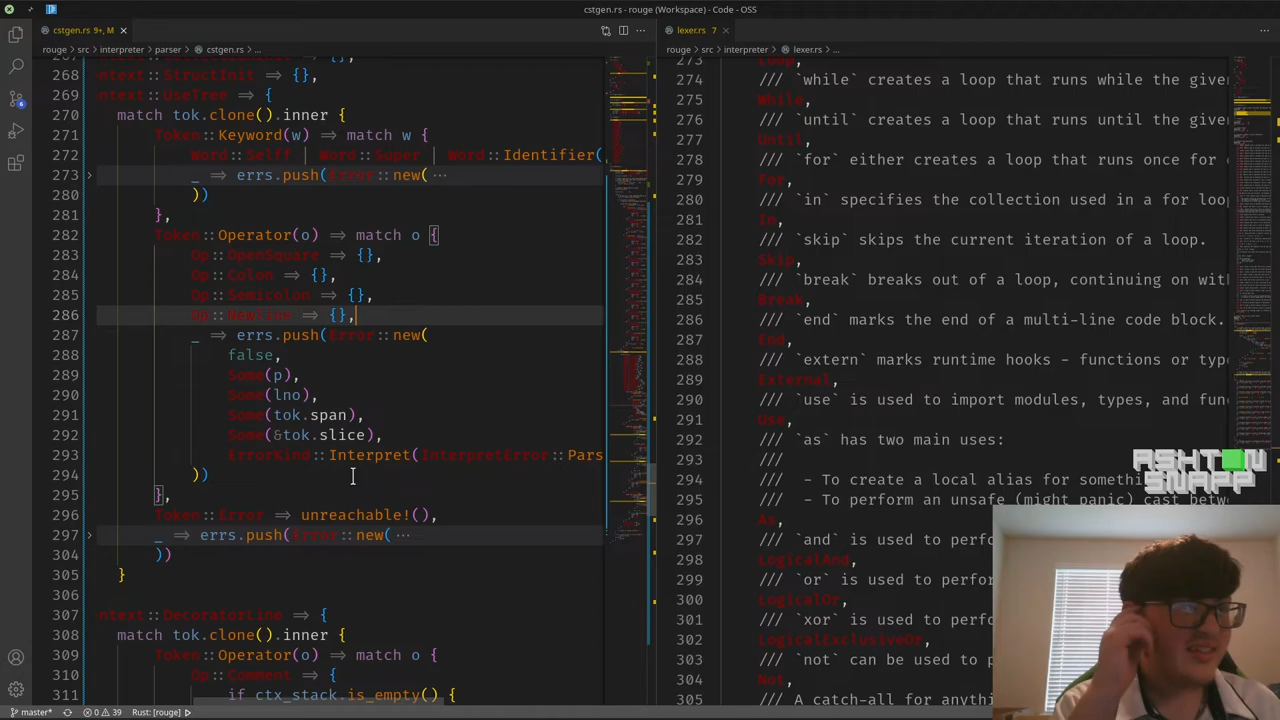 cstgen.rs - rouge (Workspace) - Code - OSS
cstgen.rs 9+, M
rouge > src > interpreter > parser > cstgen.rs > ...
268 ntext::StructInit => {},
269 ntext::UseTree => {
270 match tok.clone().inner {
271 Token::Keyword(w) => match w {
272 Word::Selff | Word::Super | Word::Identifier(
273 _ => errs.push(Error::new( ...
280 ))
281 },
282 Token::Operator(o) => match o {
283 Op::OpenSquare => {},
284 Op::Colon => {},
285 Op::Semicolon => {},
286 Op::Newline => {},
287 _ => errs.push(Error::new(
288 false,
289 Some(p),
290 Some(lno),
291 Some(tok.span),
292 Some(&tok.slice),
293 ErrorKind::Interpret(InterpretError::Pars
294 ))
295 },
296 Token::Error => unreachable!(),
297 _ => errs.push(Error::new( ...
304 ))
305 }
306
307 ntext::DecoratorLine => {
308 match tok.clone().inner {
309 Token::Operator(o) => match o {
310 Op::Comment => {
311 if ctx_stack.is_empty() {
lexer.rs 7
rouge > src > interpreter > lexer.rs > ...
273 Loop,
274 /// `while` creates a loop that runs while the give
275 While,
276 /// `until` creates a loop that runs until the give
277 Until,
278 /// `for` either creates a loop that runs for e
279 For,
280 /// `in` specifies the collection used in a for loop
281 In,
282 /// `skip` skips the current iteration of a loop.
283 Skip,
284 /// `break` breaks out of a loop, continuing with
285 Break,
286 /// `end` marks the end of a multi-line code block.
287 End,
288 /// `extern` marks runtime hooks - functions or type
289 External,
290 /// `use` is used to import modules, types, and func
291 Use,
292 /// `as` has two main uses:
293 ///
294 /// - To create a local alias for somethi
295 /// - To perform an unsafe (might panic) cast betwe
296 As,
297 /// `and` is used to perfo
298 LogicalAnd,
299 /// `or` is used to perfor
300 LogicalOr,
301 /// `xor` is used to perfo
302 LogicalExclusiveOr,
303 /// `not` can be used to p
304 Not,
305 /// A catch-all for anythin
ASHTON
SNAPP
master*
0 39
Rust: [rouge]
6